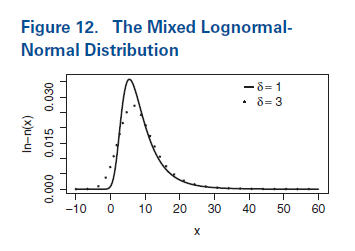 Figure 12. The Mixed Lognormal-
Normal Distribution
δ= 1
δ= 3
ln−n(x)
0.030
0.015
0.000
−10 0 10 20 30 40 50 60
x